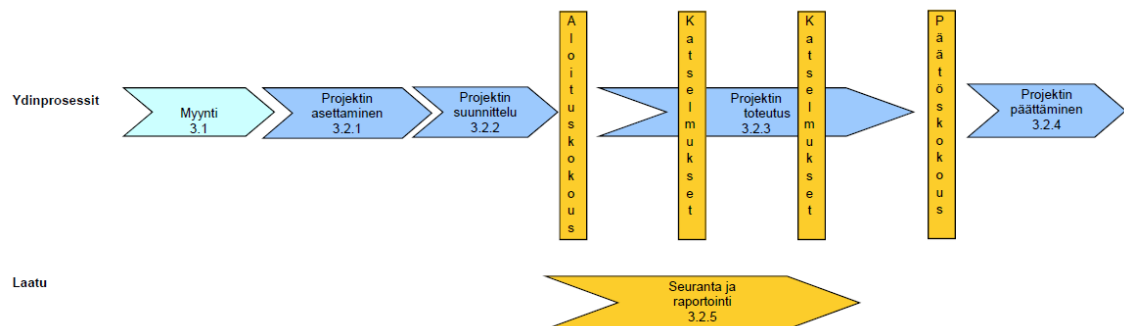 Ydinprosessit
Myynti
3.1
Projektin
asettaminen
3.2.1
Projektin
suunnittelu
3.2.2
Aloituskokous
Katselmukset
Projektin
toteutus
3.2.3
Katselmukset
Päätöskokous
Projektin
päättäminen
3.2.4
Laatu
Seuranta ja
raportointi
3.2.5